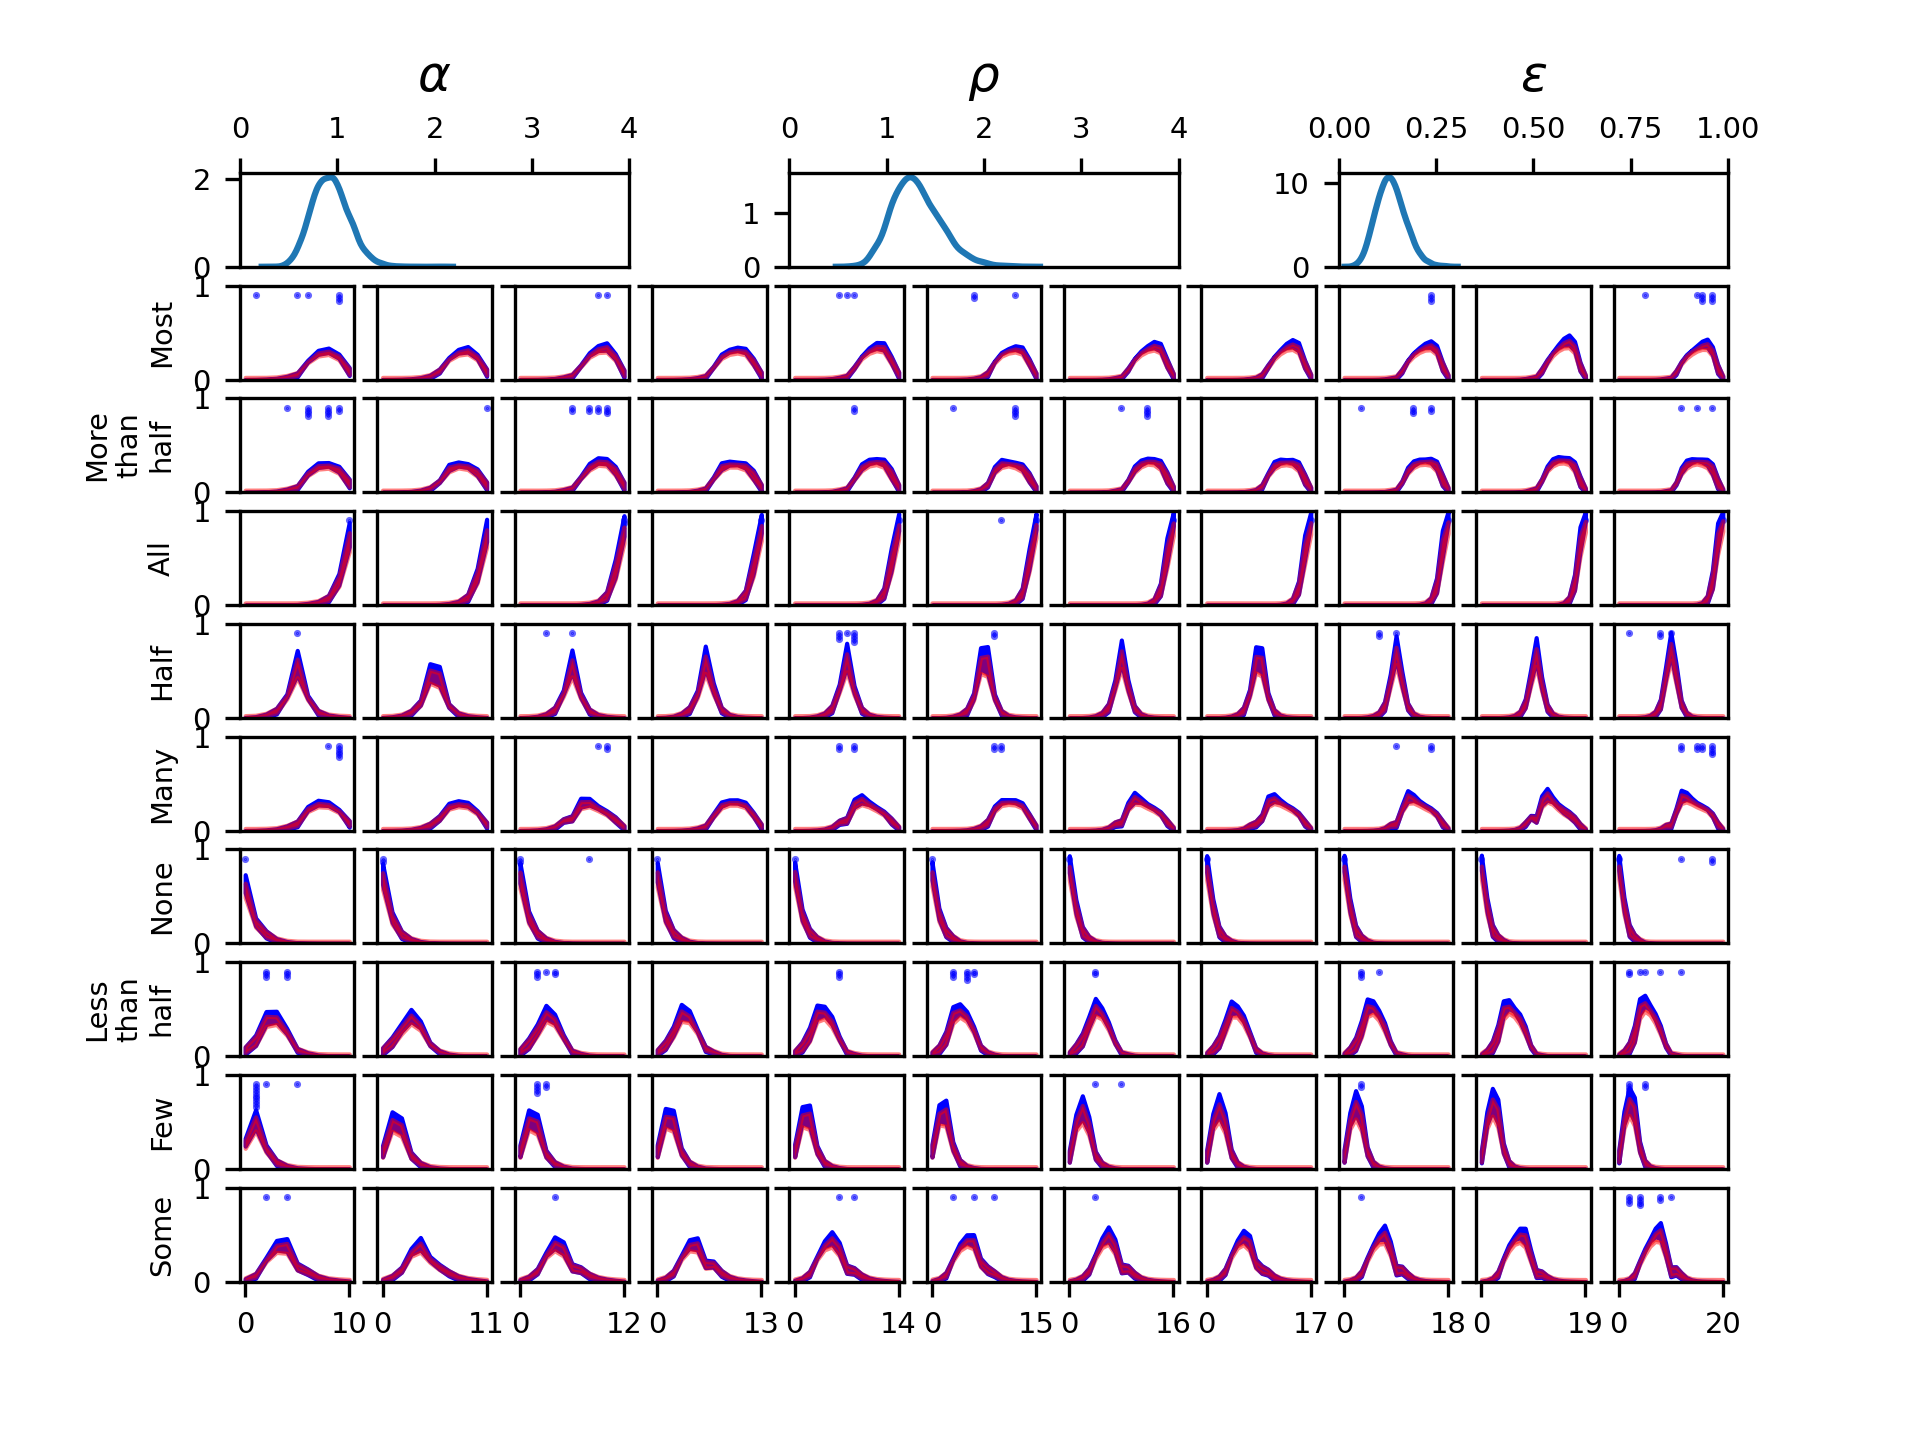 α ρ ε
0 1 2 3 4 0 1 2 3 4 0.00 0.25 0.50 0.75 1.00
2 1 10
0 0 0
Most 1 0
More than half 1 0
All 1 0
Half 1 0
Many 1 0
None 1 0
Less than half 1 0
Few 1 0
Some 1 0
0 10 0 11 0 12 0 13 0 14 0 15 0 16 0 17 0 18 0 19 0 20